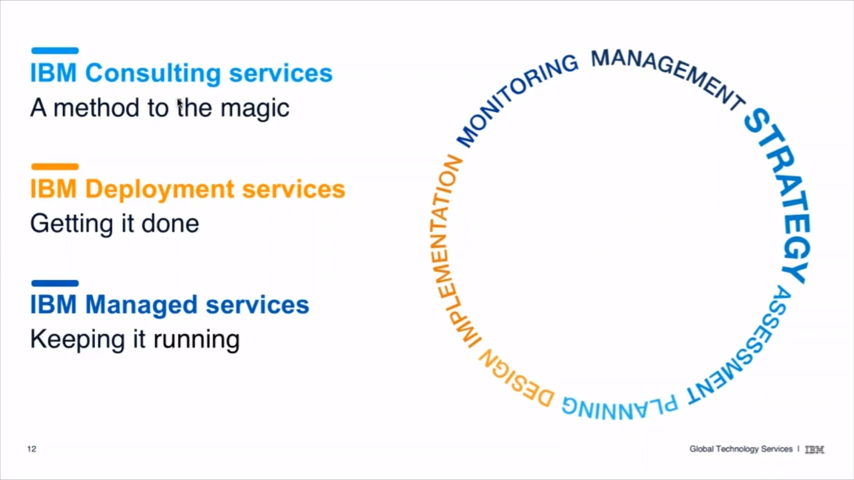 IBM Consulting services
A method to the magic
IBM Deployment services
Getting it done
IBM Managed services
Keeping it running
STRATEGY
ASSESSMENT
PLANNING
DESIGN
IMPLEMENTATION
MONITORING
MANAGEMENT
12
Global Technology Services | IBM